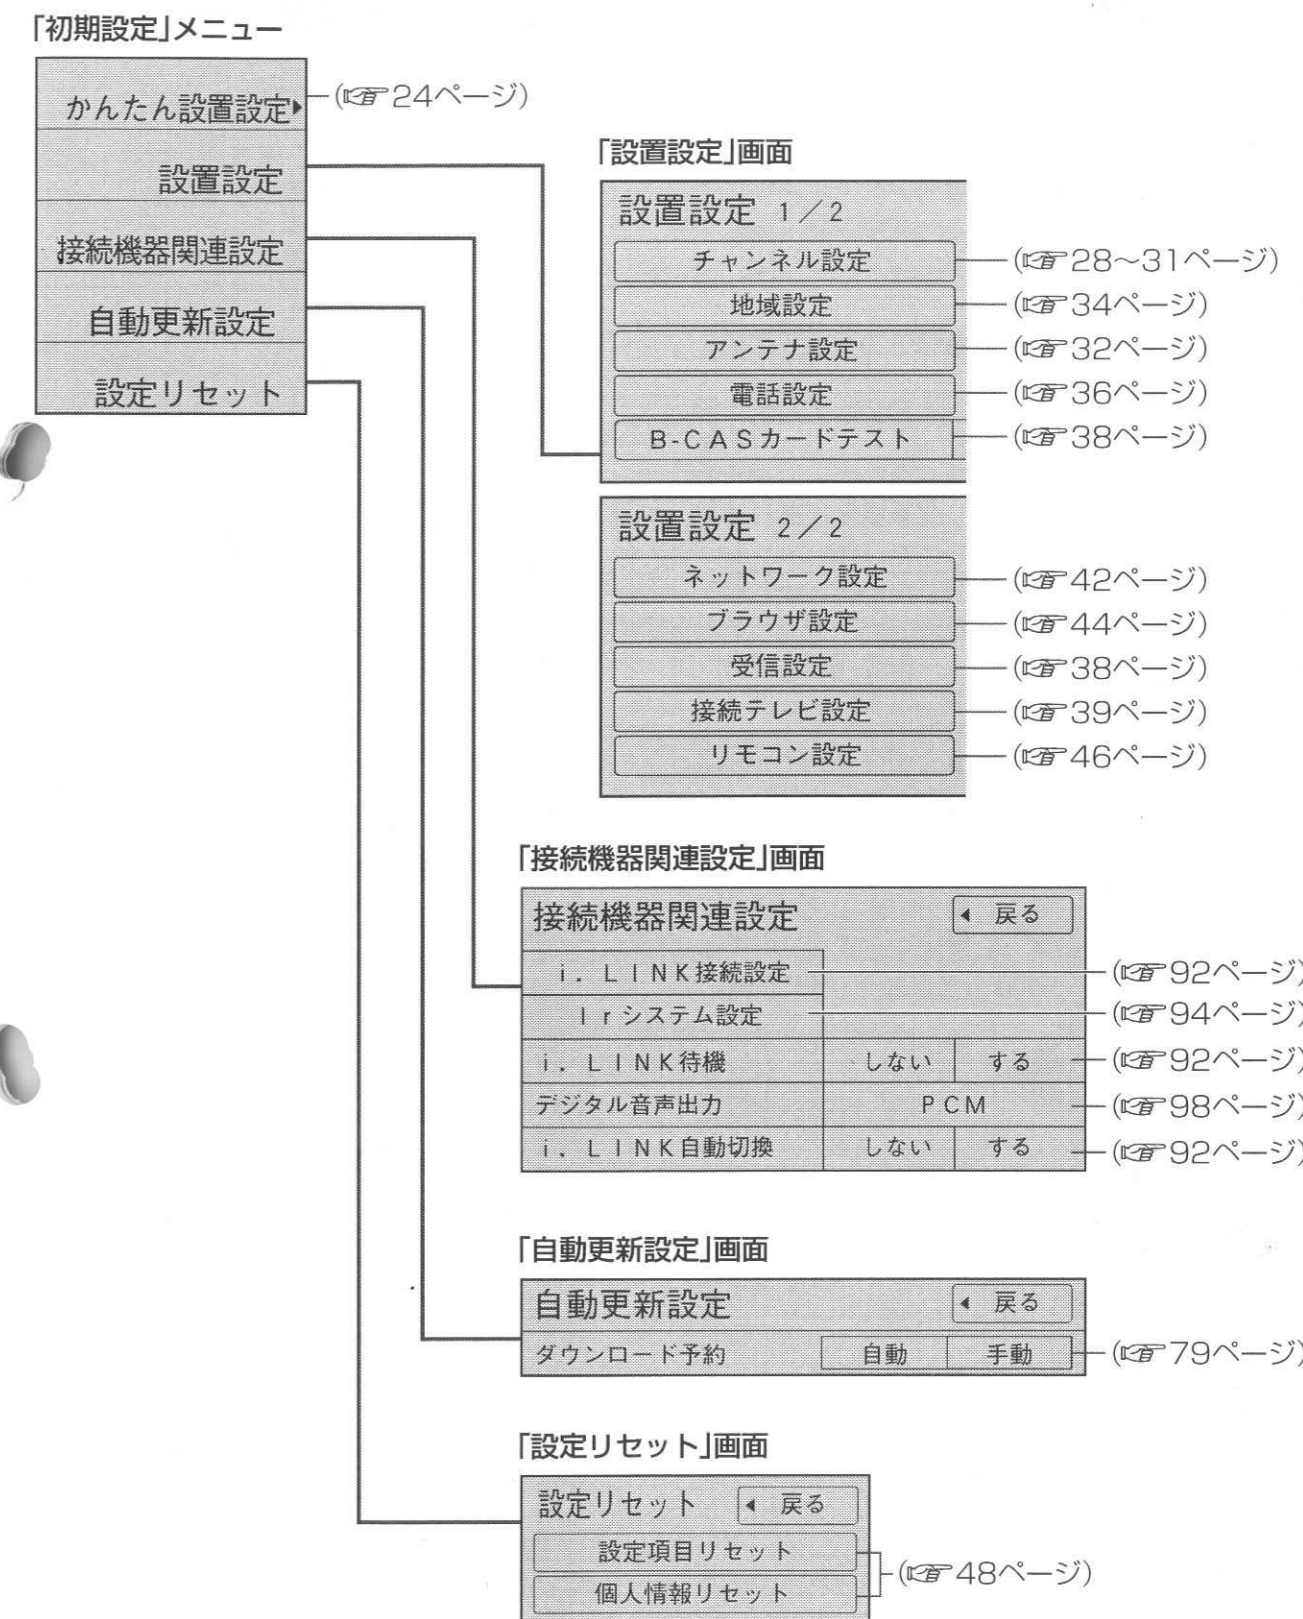 「初期設定」メニュー
かんたん設置設定▶ (☞24ページ)
設置設定
接続機器関連設定
自動更新設定
設定リセット
「設置設定」画面
設置設定 1／2
チャンネル設定 (☞28～31ページ)
地域設定 (☞34ページ)
アンテナ設定 (☞32ページ)
電話設定 (☞36ページ)
B-CASカードテスト (☞38ページ)
設置設定 2／2
ネットワーク設定 (☞42ページ)
ブラウザ設定 (☞44ページ)
受信設定 (☞38ページ)
接続テレビ設定 (☞39ページ)
リモコン設定 (☞46ページ)
「接続機器関連設定」画面
接続機器関連設定 ◀ 戻る
i．LINK接続設定 (☞92ページ)
Irシステム設定 (☞94ページ)
i．LINK待機 しない する (☞92ページ)
デジタル音声出力 PCM (☞98ページ)
i．LINK自動切換 しない する (☞92ページ)
「自動更新設定」画面
自動更新設定 ◀ 戻る
ダウンロード予約 自動 手動 (☞79ページ)
「設定リセット」画面
設定リセット ◀ 戻る
設定項目リセット
個人情報リセット (☞48ページ)